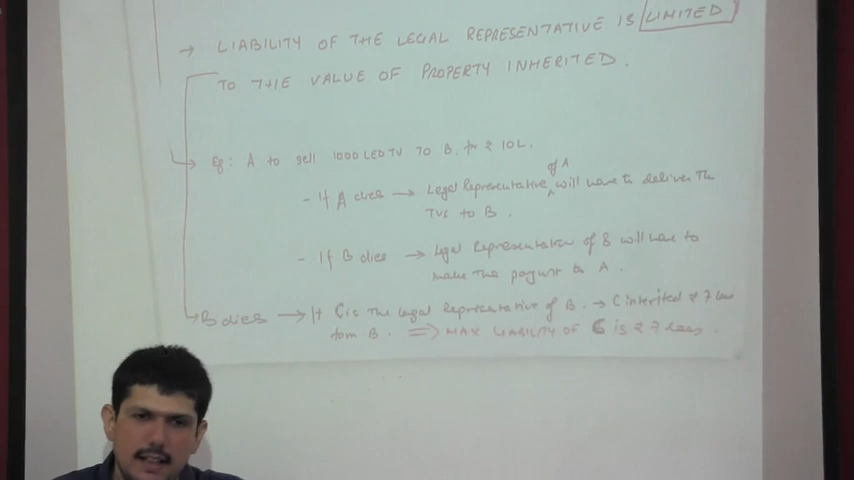 → LIABILITY OF THE LEGAL REPRESENTATIVE IS LIMITED
TO THE VALUE OF PROPERTY INHERITED.
Eg: A to sell 1000 LED TV TO B. for ₹ 10L.
- If A dies → Legal Representative of A will have to deliver the
TVs to B.
- If B dies → Legal Representative of B will have to
make the payment to A.
B dies → If C is the Legal Representative of B. → C inherited ₹ 7 Lacs
from B. ⇒ MAX LIABILITY OF C is ₹ 7 Lacs.